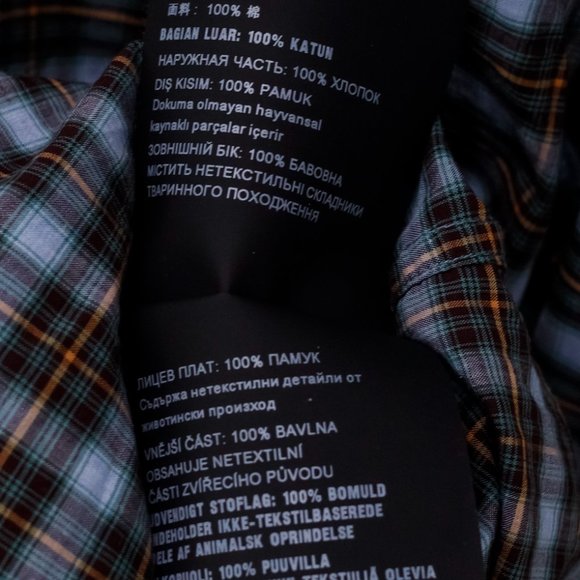 面料：100% 棉
BAGIAN LUAR: 100% KATUN
НАРУЖНАЯ ЧАСТЬ: 100% ХЛОПОК
DIŞ KISIM: 100% PAMUK
Dokuma olmayan hayvansal
kaynaklı parçalar içerir
ЗОВНІШНІЙ БІК: 100% БАВОВНА
МІСТИТЬ НЕТЕКСТИЛЬНІ СКЛАДНИКИ
ТВАРИННОГО ПОХОДЖЕННЯ
ЛИЦЕВ ПЛАТ: 100% ПАМУК
Съдържа нетекстилни детайли от
животински произход
VNĚJŠÍ ČÁST: 100% BAVLNA
OBSAHUJE NETEXTILNÍ
ČÁSTI ZVÍŘECÍHO PŮVODU
UDVENDIGT STOFLAG: 100% BOMULD
INDEHOLDER IKKE-TEKSTILBASEREDE
DELE AF ANIMALSK OPRINDELSE
100% PUUVILLA
TEKSTIILI OLEVIA